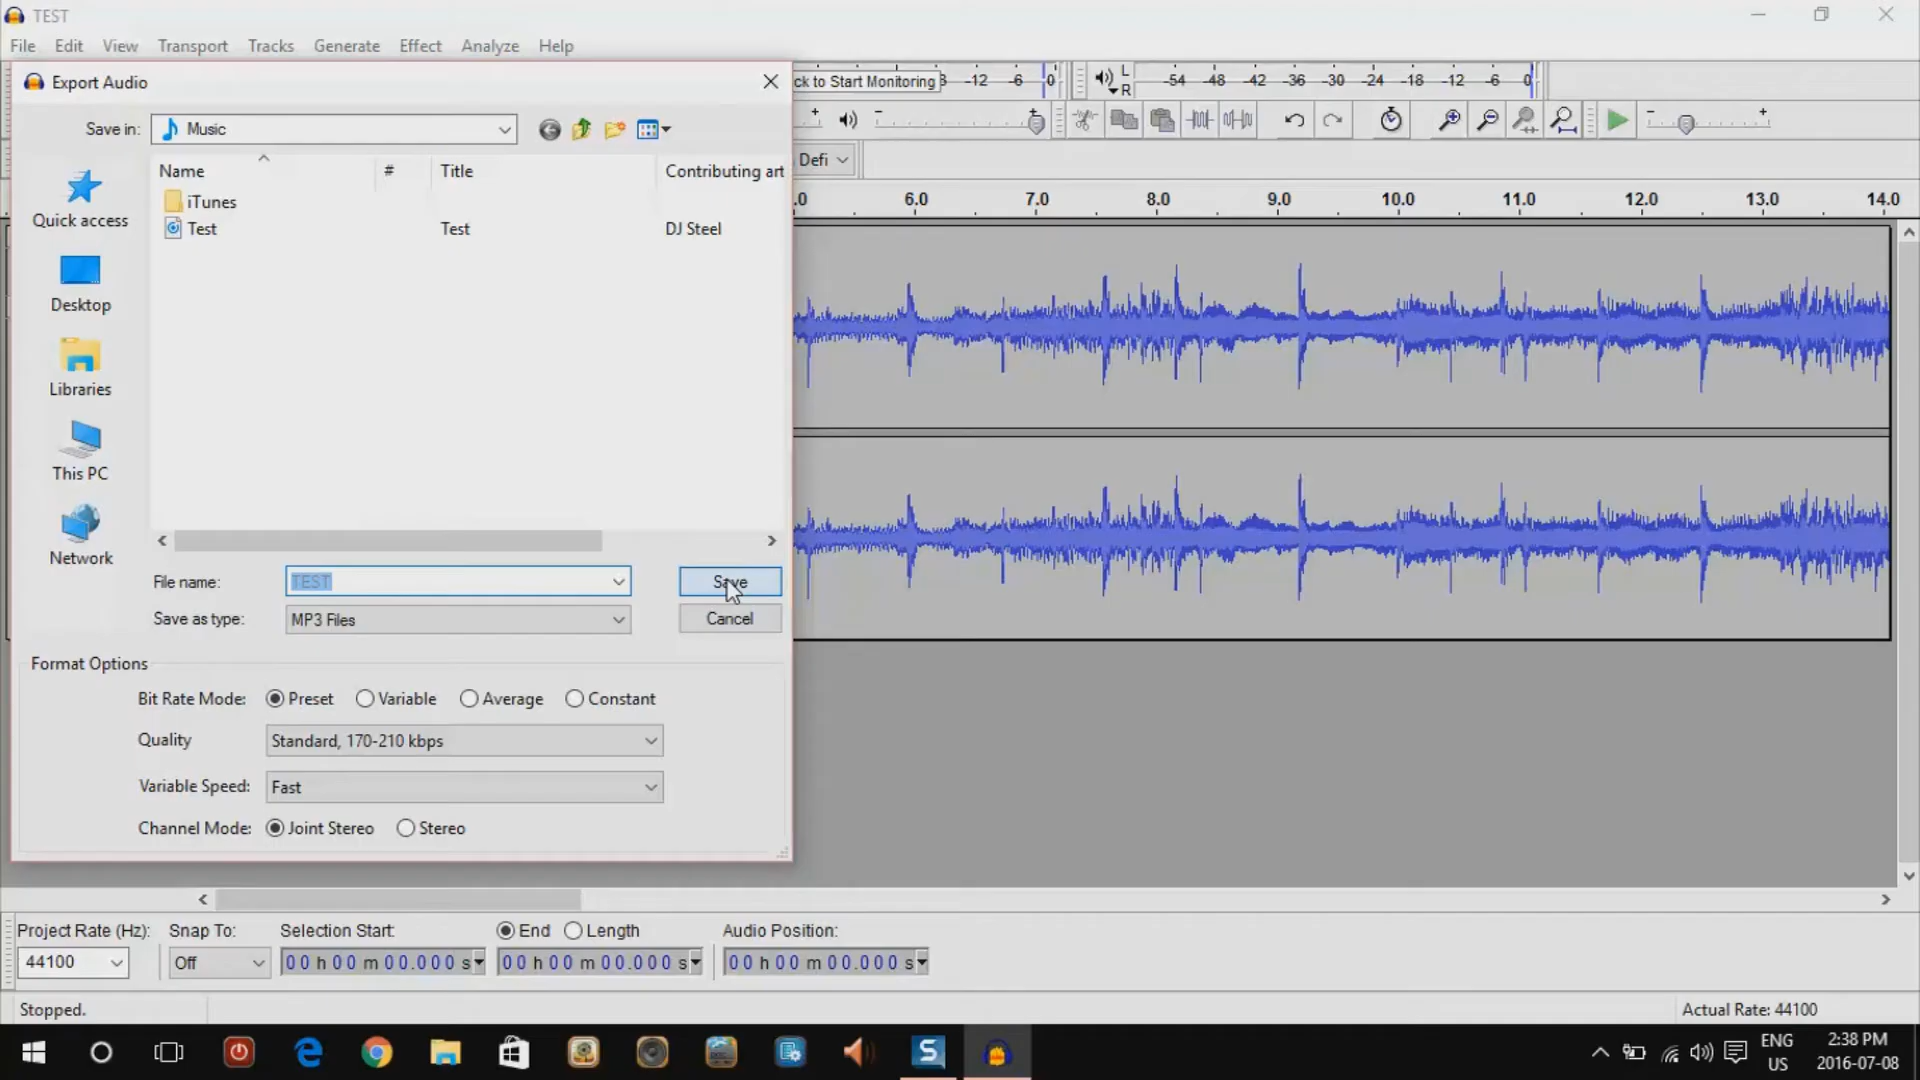 TEST
File Edit View Transport Tracks Generate Effect Analyze Help
Export Audio
ck to Start Monitoring -12 -6 0
L
R
-54 -48 -42 -36 -30 -24 -18 -12 -6 0
Save in: Music
Defi
Name # Title Contributing art
iTunes
Test Test DJ Steel
.0 6.0 7.0 8.0 9.0 10.0 11.0 12.0 13.0 14.0
Quick access
Desktop
Libraries
This PC
Network
File name: TEST
Save
Save as type: MP3 Files
Cancel
Format Options
Bit Rate Mode: Preset Variable Average Constant
Quality Standard, 170-210 kbps
Variable Speed: Fast
Channel Mode: Joint Stereo Stereo
Project Rate (Hz): Snap To: Selection Start: End Length Audio Position:
44100 Off 00 h 00 m 00.000 s 00 h 00 m 00.000 s 00 h 00 m 00.000 s
Stopped.
Actual Rate: 44100
ENG
US
2:38 PM
2016-07-08